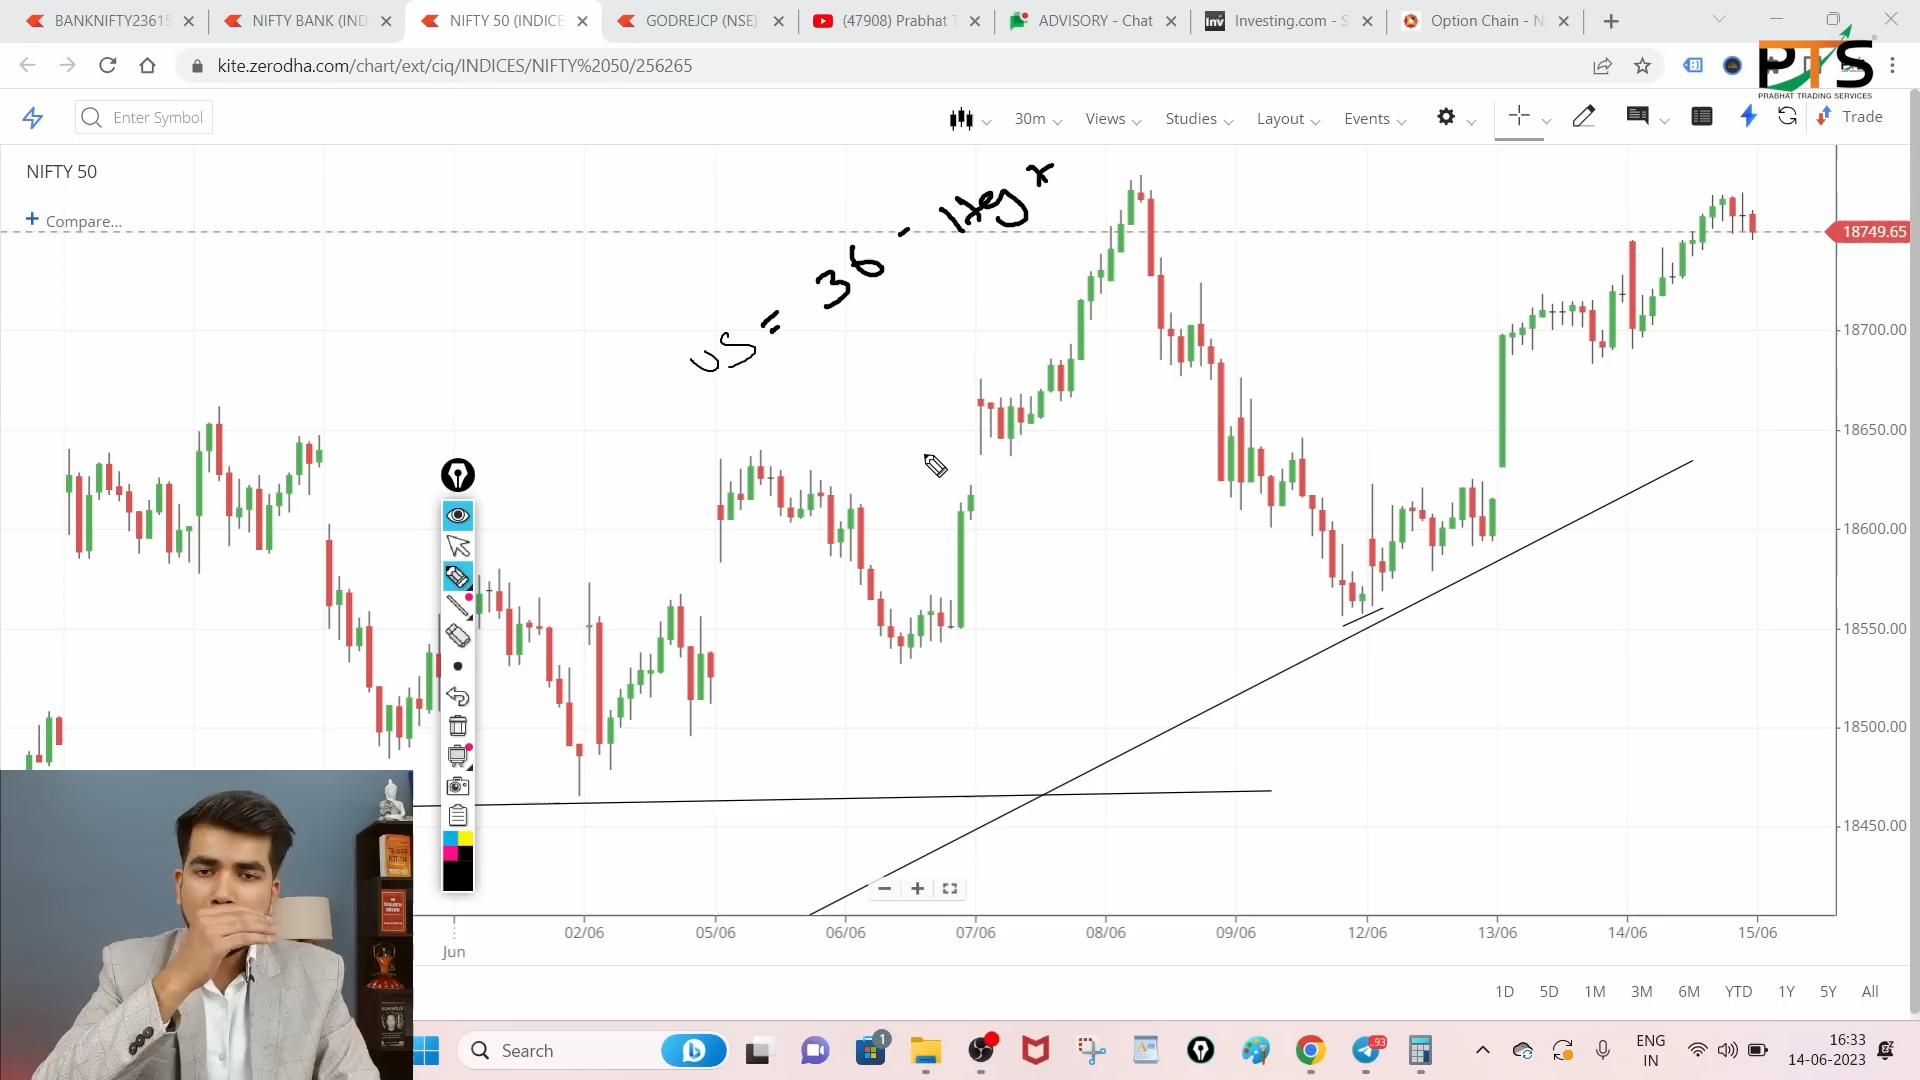 BANKNIFTY23615 NIFTY BANK (IND NIFTY 50 (INDICE GODREJCP (NSE) (47908) Prabhat T ADVISORY - Chat Investing.com - S Option Chain - N
kite.zerodha.com/chart/ext/ciq/INDICES/NIFTY%2050/256265
PTS
PRABHAT TRADING SERVICES
Enter Symbol 30m Views Studies Layout Events Trade
NIFTY 50
Compare...
US = 36 -
18749.65
18700.00
18650.00
18600.00
18550.00
18500.00
18450.00
02/06 05/06 06/06 07/06 08/06 09/06 12/06 13/06 14/06 15/06
Jun
1D 5D 1M 3M 6M YTD 1Y 5Y All
Search
1
93
ENG
IN
16:33
14-06-2023